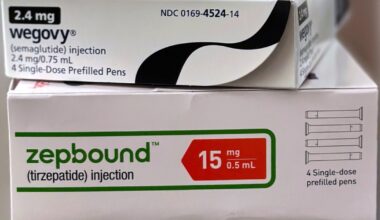 2.4 mg
NDC 0169-4524-14
wegovy®
(semaglutide) injection
2.4 mg/0.75 mL
4 Single-Dose Prefilled Pens
zepbound™
(tirzepatide) injection
15 mg
0.5 mL
4 Single-dose
prefilled pens